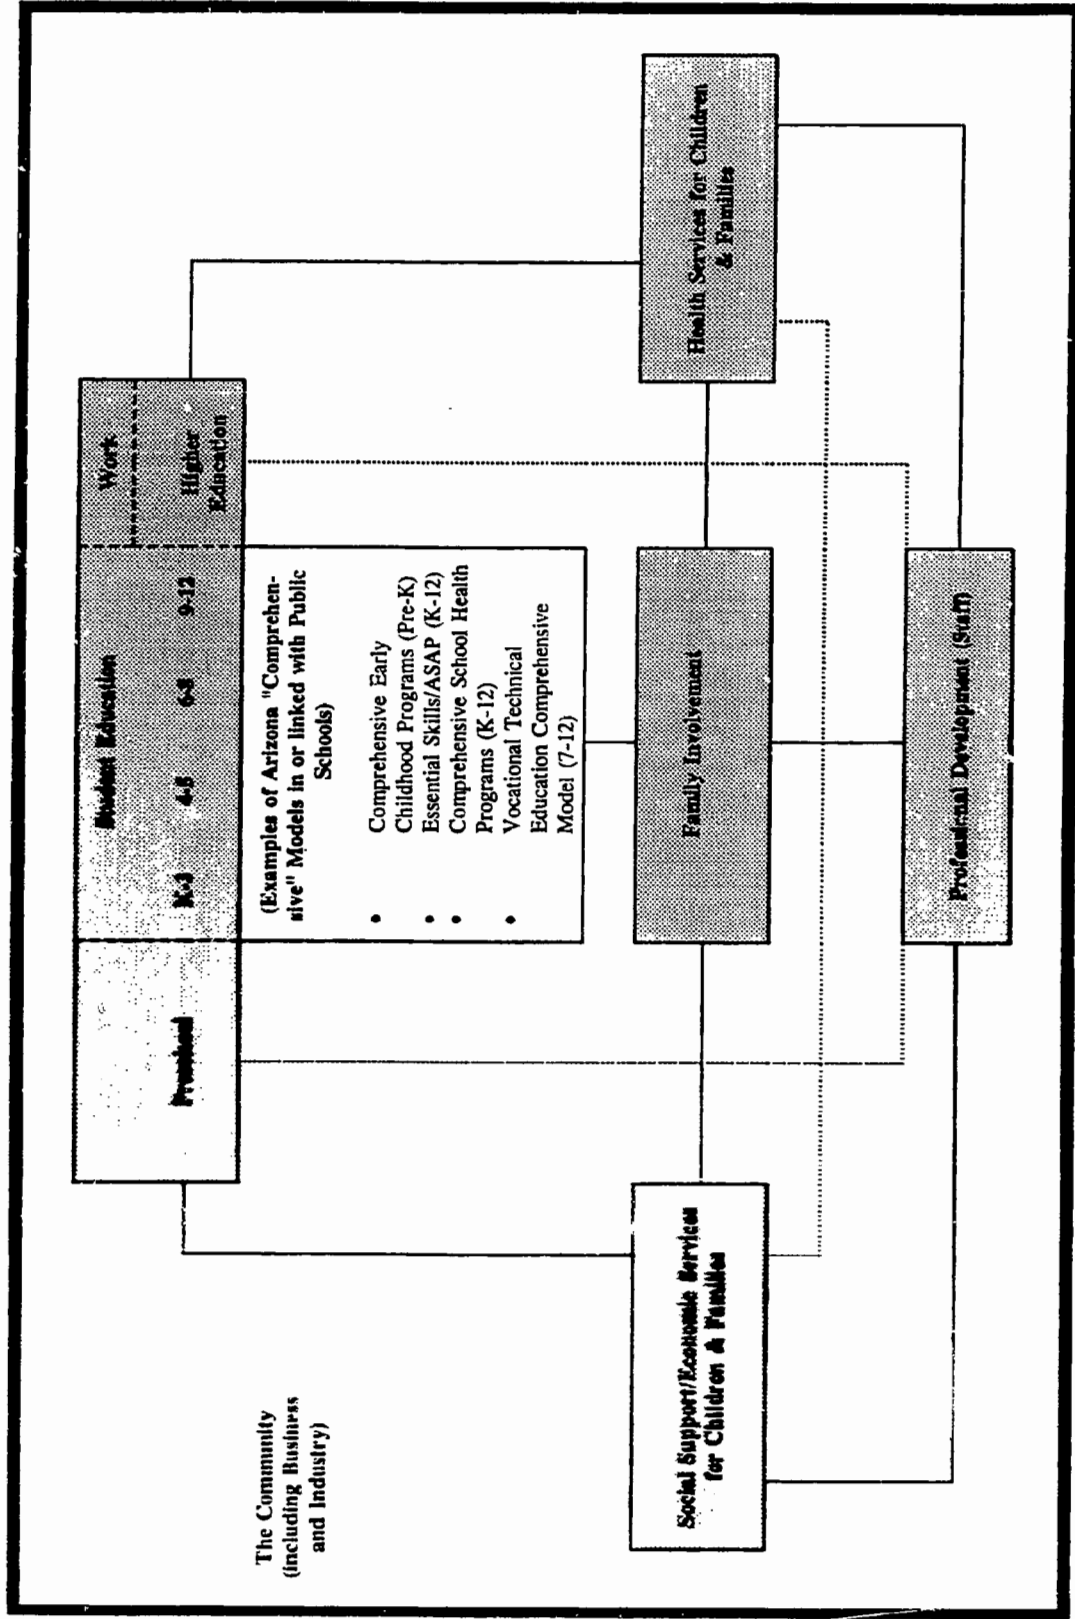 Student Education
Preschool
K-3 4-5 6-8 9-12
Work
Higher
Education
The Community
(including Business
and Industry)
(Examples of Arizona "Comprehen-
sive" Models in or linked with Public
Schools)
• Comprehensive Early
Childhood Programs (Pre-K)
• Essential Skills/ASAP (K-12)
• Comprehensive School Health
Programs (K-12)
• Vocational Technical
Education Comprehensive
Model (7-12)
Social Support/Economic Services
for Children & Families
Family Involvement
Health Services for Children
& Families
Professional Development (Staff)